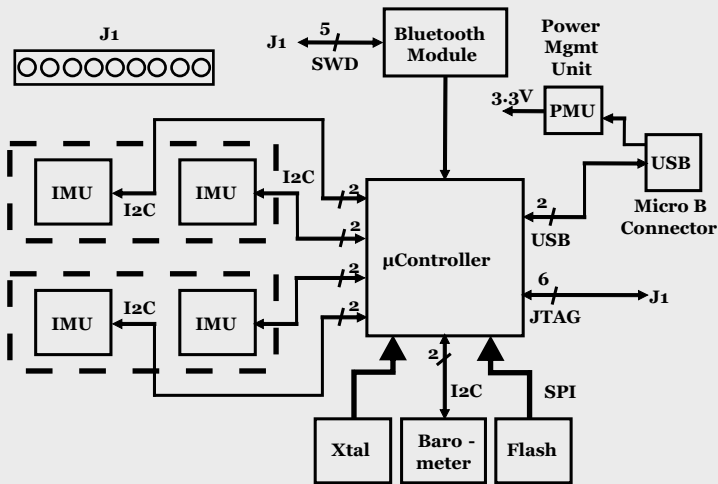 J1
5
J1
SWD
Bluetooth
Module
Power
Mgmt
Unit
3.3V
PMU
USB
Micro B
Connector
IMU
I2C
IMU
I2C
2
2
2
2
IMU
I2C
IMU
µController
2
USB
6
J1
JTAG
2
I2C
SPI
Xtal
Baro -
meter
Flash